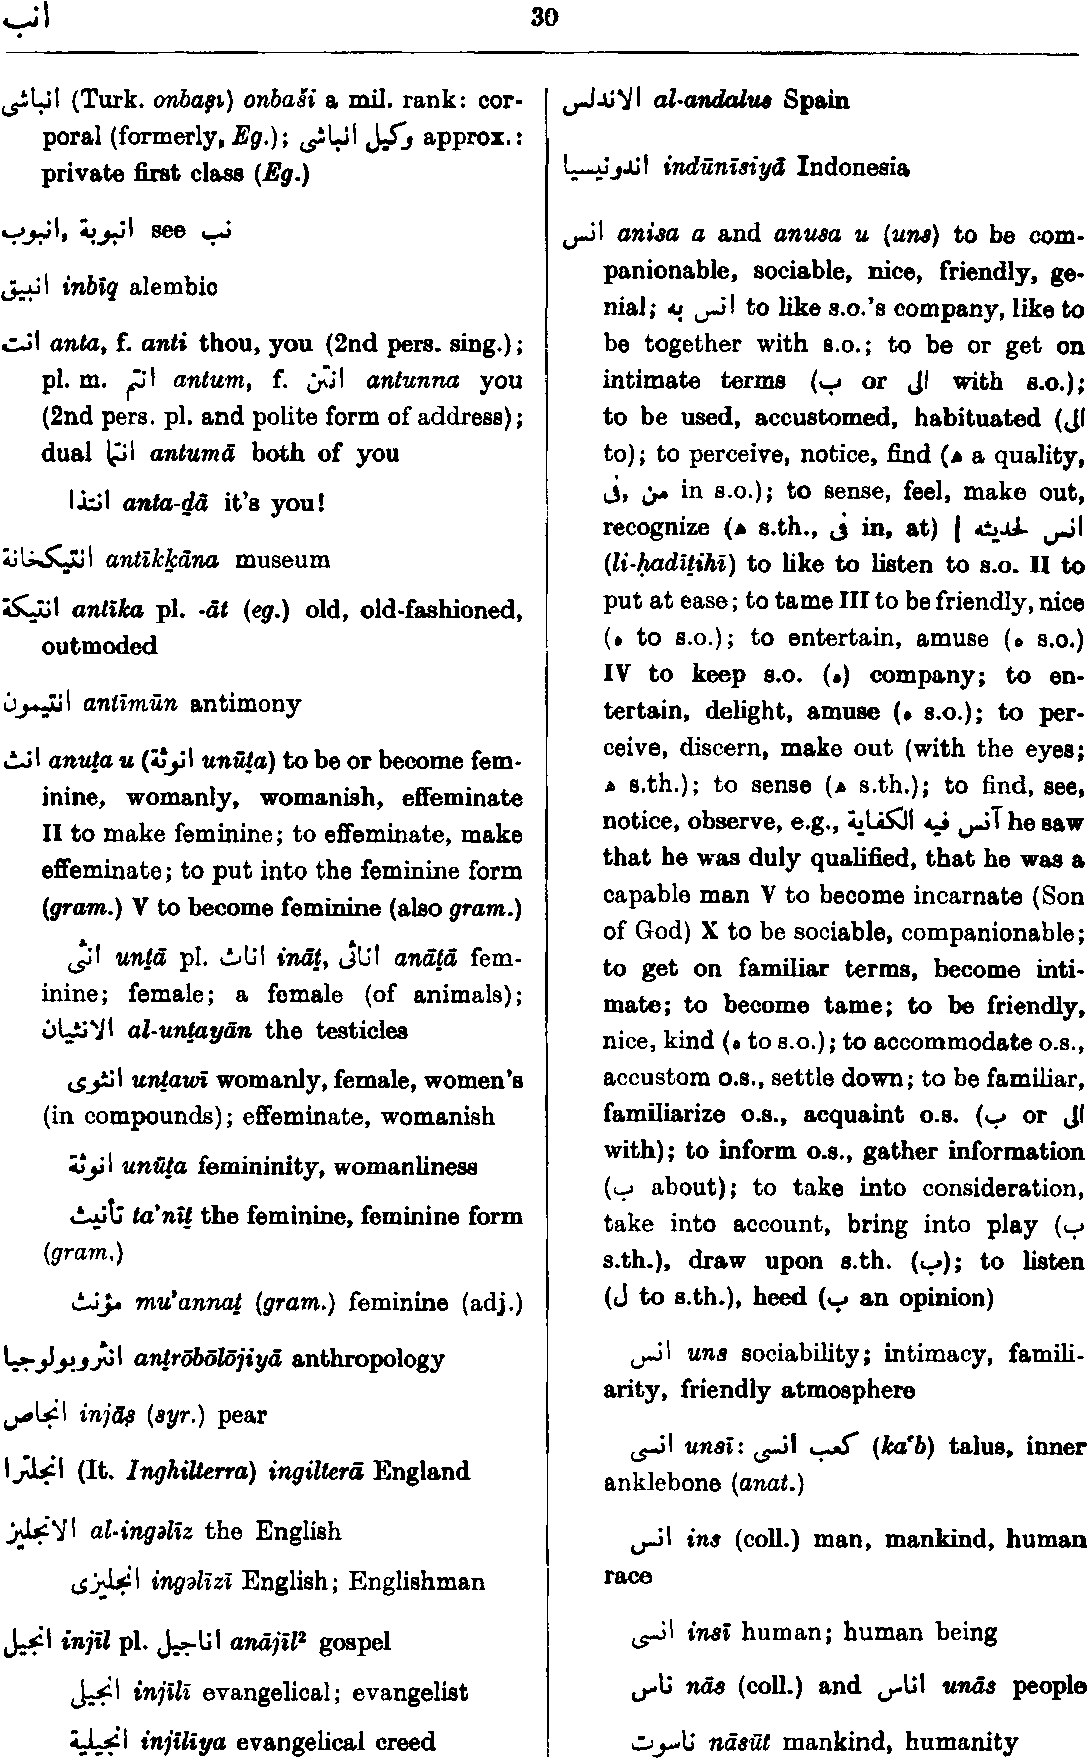 انب 30
انباشى (Turk. onbaşı) onbaši a mil. rank: cor-
poral (formerly, Eg.); وكيل انباشى approx.:
private first class (Eg.)
انبوبة ,انبوب see نب
انبيق inbīq alembic
انت anta, f. anti thou, you (2nd pers. sing.);
pl. m. انتم antum, f. انتن antunna you
(2nd pers. pl. and polite form of address);
dual انتما antumā both of you
انتذا anta-ḏā it's you!
انتيكخانة antīkḵāna museum
انتيكة antīka pl. -āt (eg.) old, old-fashioned,
outmoded
انتيمون antīmūn antimony
انث anuṯa u (انوثة unūṯa) to be or become fem-
inine, womanly, womanish, effeminate
II to make feminine; to effeminate, make
effeminate; to put into the feminine form
(gram.) V to become feminine (also gram.)
انثى unṯā pl. اناث ināṯ, اناثى anāṯā fem-
inine; female; a female (of animals);
الانثيان al-unṯayān the testicles
انثوى unṯawī womanly, female, women's
(in compounds); effeminate, womanish
انوثة unūṯa femininity, womanliness
تأنيث ta'nīṯ the feminine, feminine form
(gram.)
مؤنث mu'annaṯ (gram.) feminine (adj.)
انثروبولوجيا anṯrōbōlōjiyā anthropology
انجاص injāṣ (syr.) pear
انجلترا (It. Inghilterra) ingilterā England
الانجليز al-ingəlīz the English
انجليزى ingəlīzī English; Englishman
انجيل injīl pl. اناجيل anājīl² gospel
انجيل injīlī evangelical; evangelist
انجيلية injīlīya evangelical creed
الاندلس al-andalus Spain
اندونيسيا indūnīsiyā Indonesia
انس anisa a and anusa u (uns) to be com-
panionable, sociable, nice, friendly, ge-
nial; انس به to like s.o.'s company, like to
be together with s.o.; to be or get on
intimate terms (ب or الى with s.o.);
to be used, accustomed, habituated (الى
to); to perceive, notice, find (ه a quality,
من ,فى in s.o.); to sense, feel, make out,
recognize (ه s.th., فى in, at) | انس لحديثه
(li-ḥadīṯihī) to like to listen to s.o. II to
put at ease; to tame III to be friendly, nice
(ه to s.o.); to entertain, amuse (ه s.o.)
IV to keep s.o. (ه) company; to en-
tertain, delight, amuse (ه s.o.); to per-
ceive, discern, make out (with the eyes;
ه s.th.); to sense (ه s.th.); to find, see,
notice, observe, e.g., آنس فيه الكفاية he saw
that he was duly qualified, that he was a
capable man V to become incarnate (Son
of God) X to be sociable, companionable;
to get on familiar terms, become inti-
mate; to become tame; to be friendly,
nice, kind (ه to s.o.); to accommodate o.s.,
accustom o.s., settle down; to be familiar,
familiarize o.s., acquaint o.s. (ب or الى
with); to inform o.s., gather information
(ب about); to take into consideration,
take into account, bring into play (ب
s.th.), draw upon s.th. (ب); to listen
(ل to s.th.), heed (ب an opinion)
انس uns sociability; intimacy, famili-
arity, friendly atmosphere
انسى unsī: كعب انسى (ka'b) talus, inner
anklebone (anat.)
انس ins (coll.) man, mankind, human
race
انسى insī human; human being
ناس nās (coll.) and اناس unās people
ناسوت nāsūt mankind, humanity